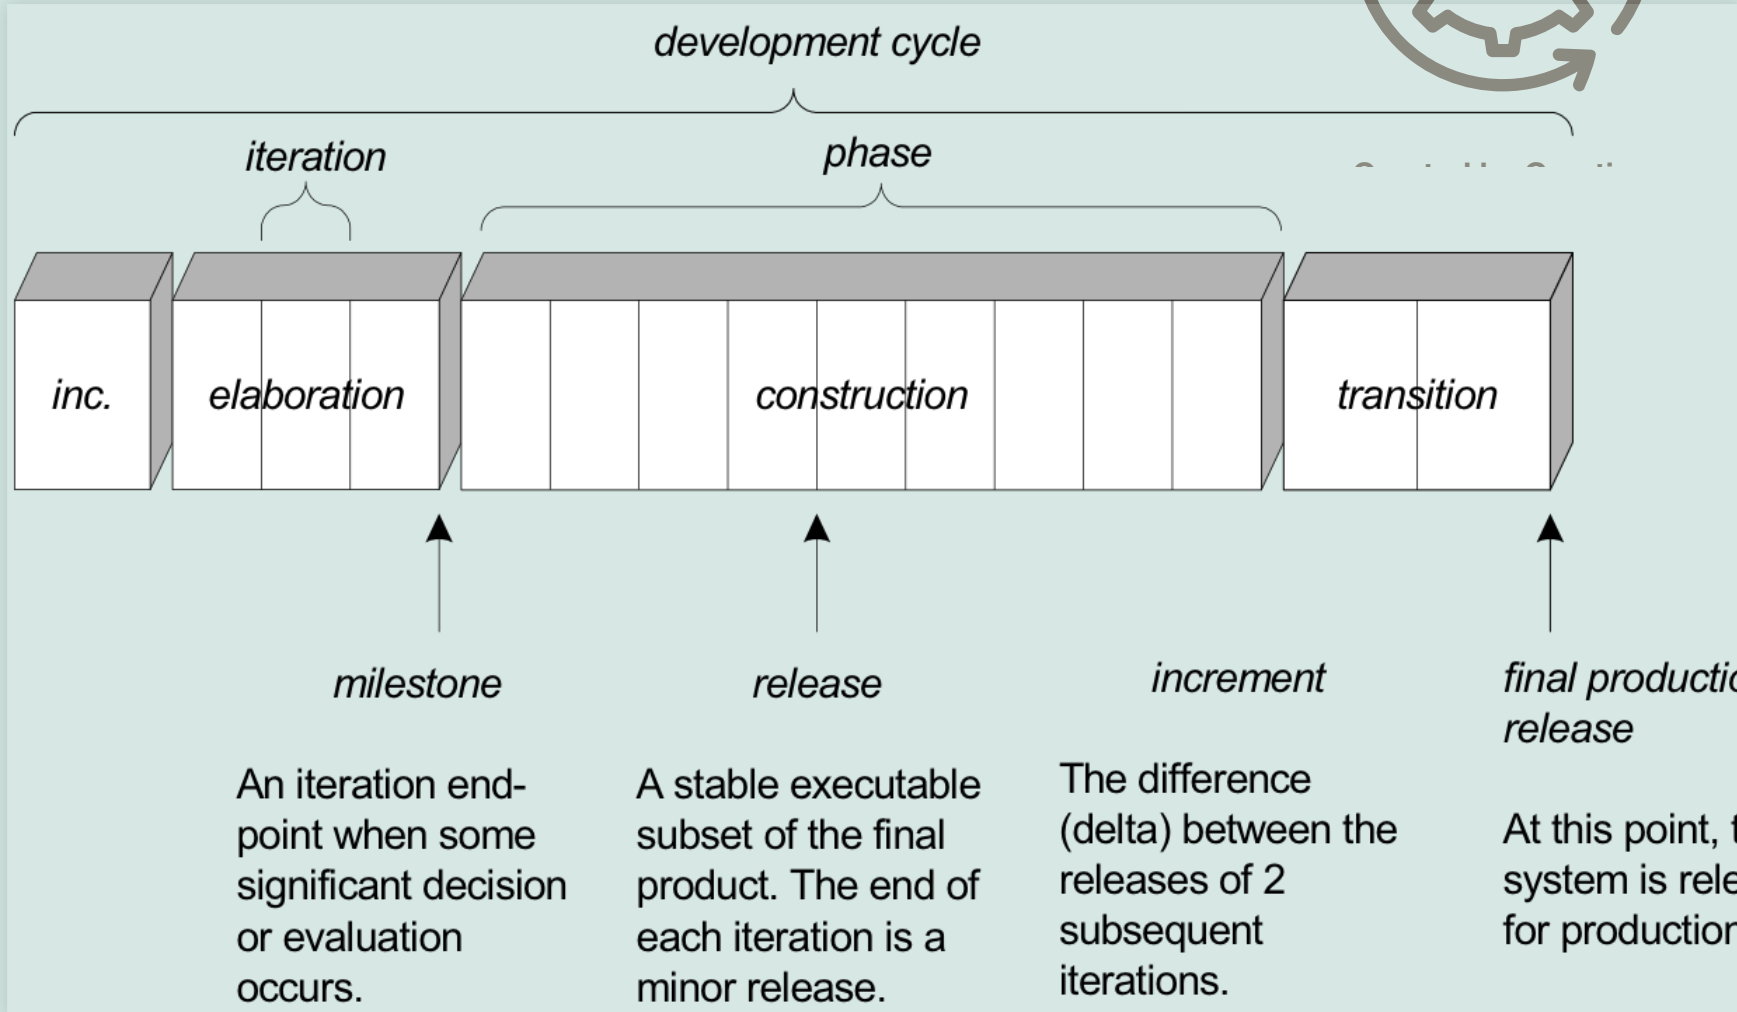 development cycle
iteration
phase
inc.
elaboration
construction
transition
milestone
An iteration end-
point when some
significant decision
or evaluation
occurs.
release
A stable executable
subset of the final
product. The end of
each iteration is a
minor release.
increment
The difference
(delta) between the
releases of 2
subsequent
iterations.
final
release
At this point,
system is
for